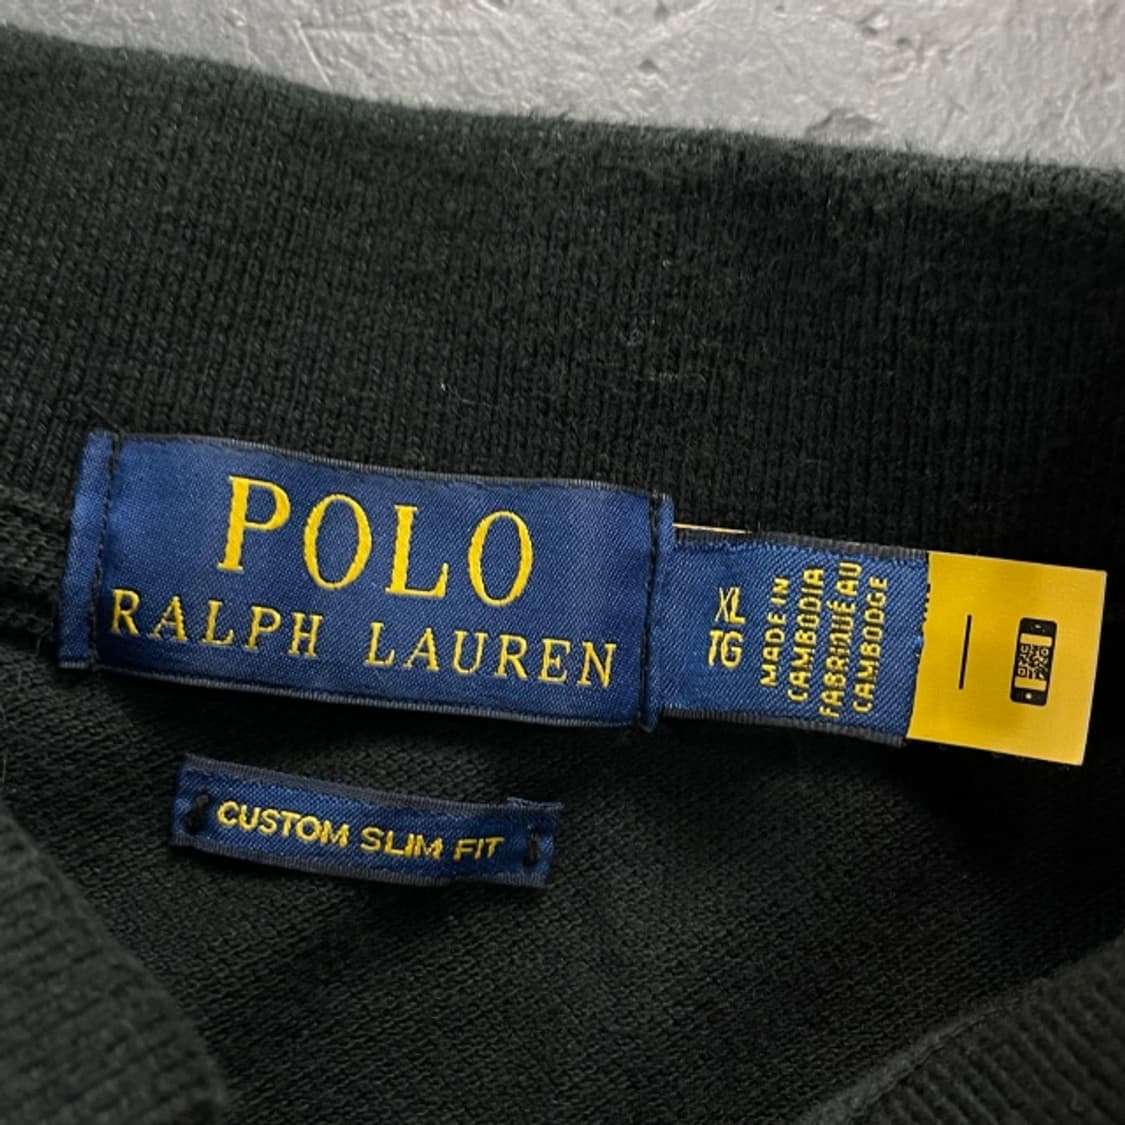 POLO
RALPH LAUREN
XL
TG
MADE IN
CAMBODIA
FABRIQUÉ AU
CAMBODGE
CUSTOM SLIM FIT